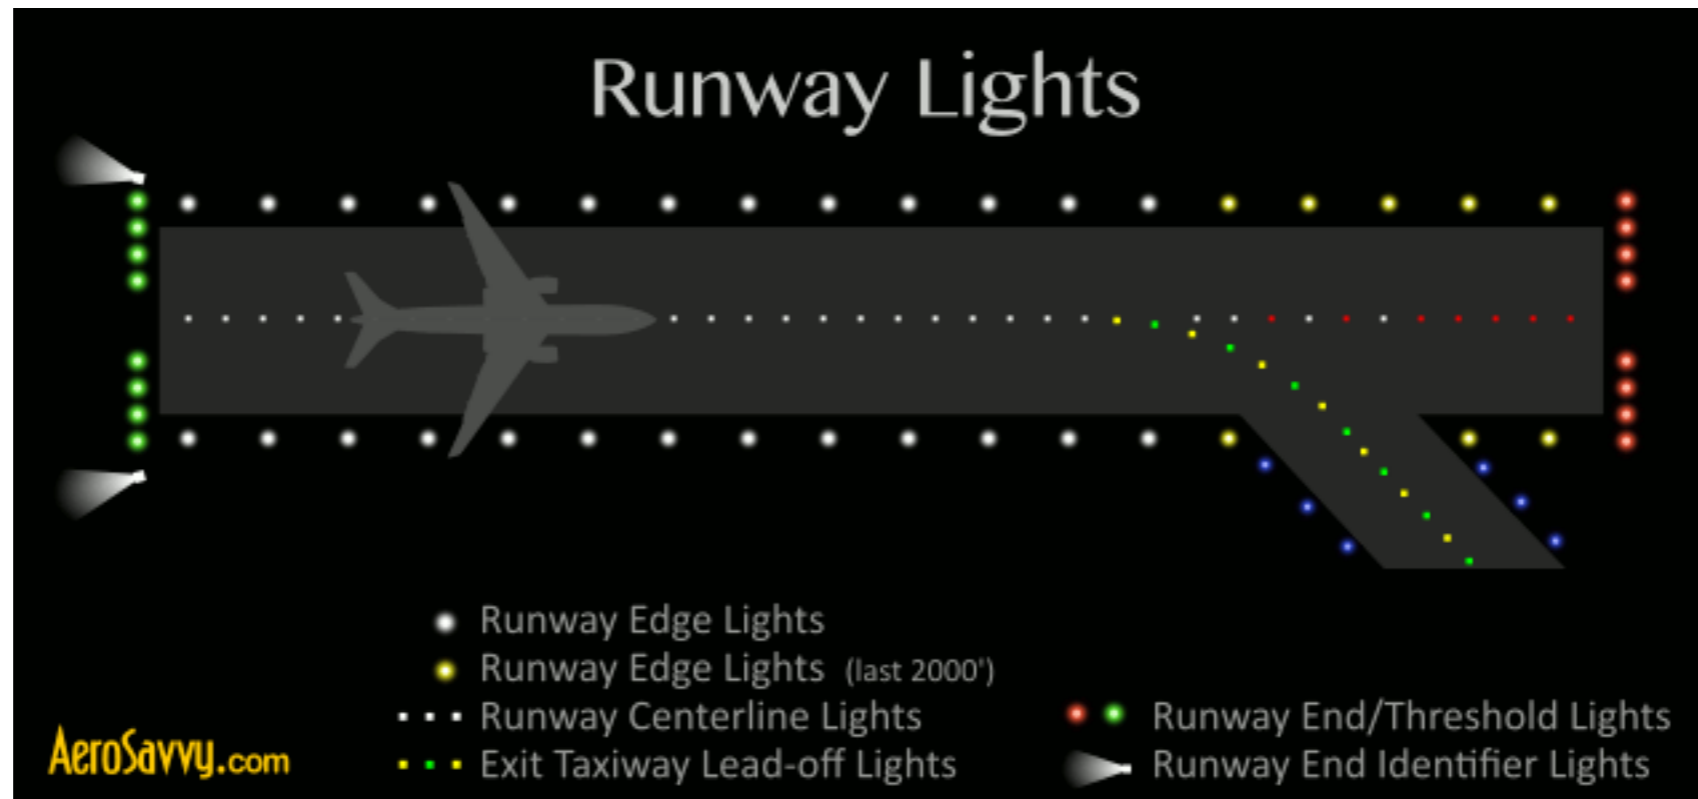 Runway Lights
Runway Edge Lights
Runway Edge Lights (last 2000')
Runway Centerline Lights
Exit Taxiway Lead-off Lights
Runway End/Threshold Lights
Runway End Identifier Lights
AeroSavvy.com